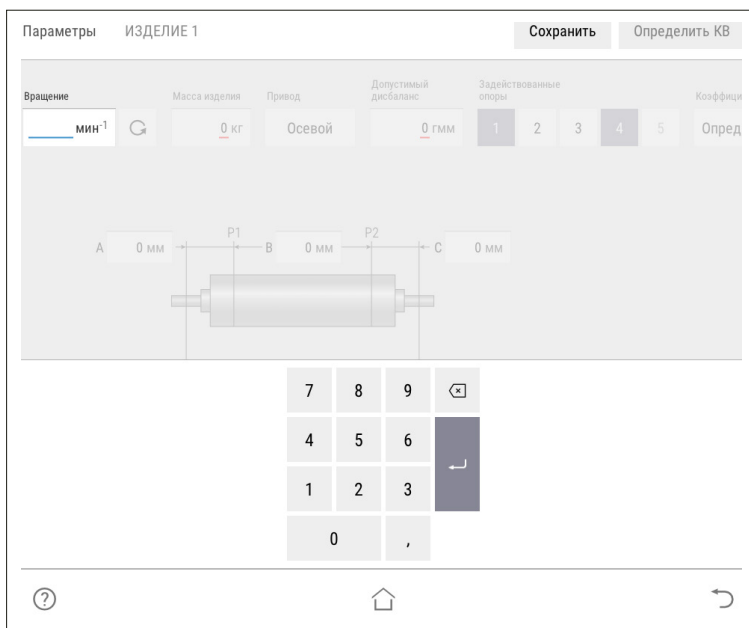 Параметры ИЗДЕЛИЕ 1 Сохранить Определить КВ
Вращение Масса изделия Привод Допустимый дисбаланс Задействованные опоры Коэффици
мин-1 0 кг Осевой 0 гмм 1 2 3 4 5 Опред
P1 P2
A 0 мм B 0 мм C 0 мм
7 8 9
4 5 6
1 2 3
0 ,
?